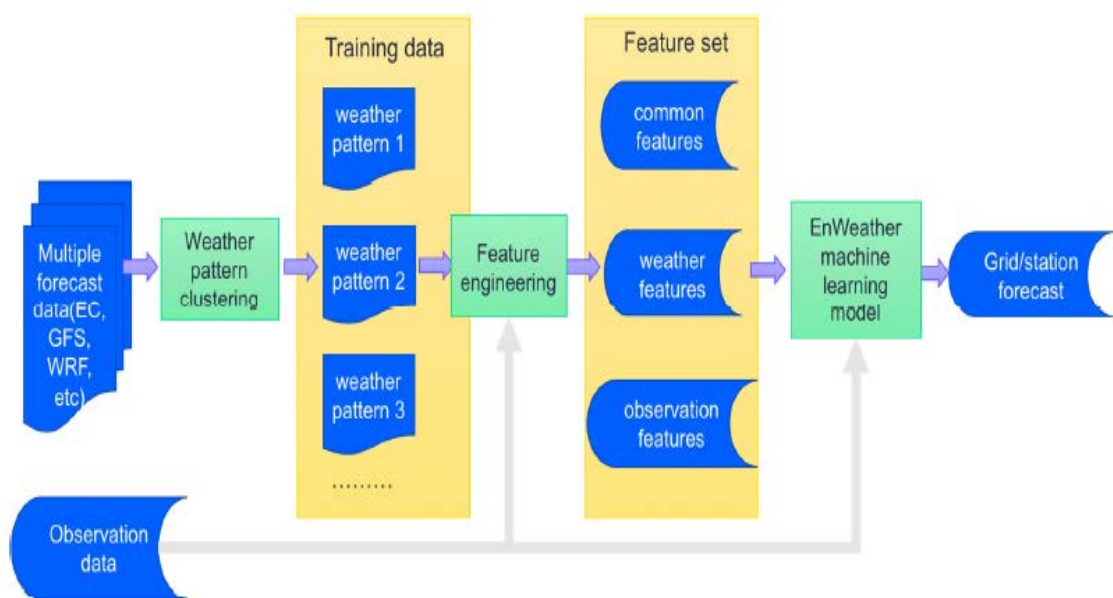 Training data
Feature set
weather
pattern 1
common
features
Multiple
forecast
data(EC,
GFS,
WRF,
etc)
Weather
pattern
clustering
weather
pattern 2
Feature
engineering
weather
features
EnWeather
machine
learning
model
Grid/station
forecast
weather
pattern 3
observation
features
.........
Observation
data